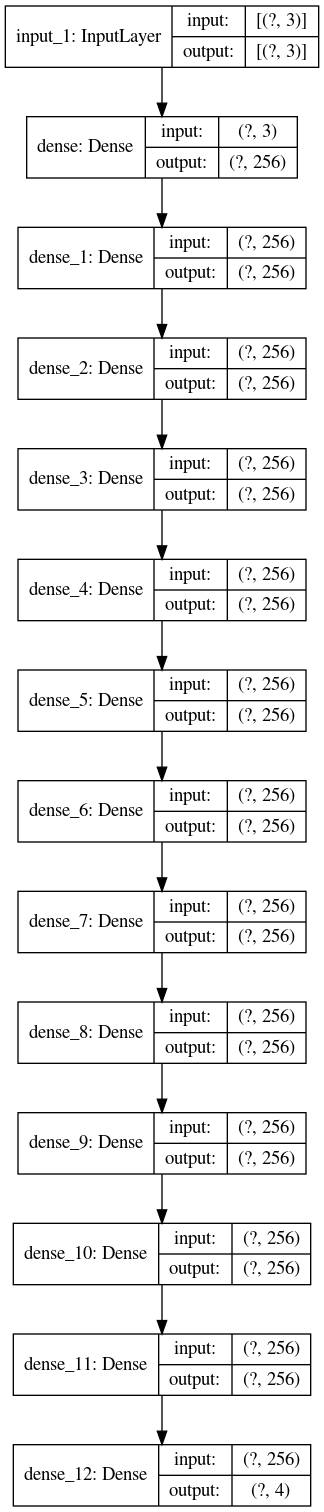 input_1: InputLayer
input: [(?, 3)]
output: [(?, 3)]
dense: Dense
input: (?, 3)
output: (?, 256)
dense_1: Dense
input: (?, 256)
output: (?, 256)
dense_2: Dense
input: (?, 256)
output: (?, 256)
dense_3: Dense
input: (?, 256)
output: (?, 256)
dense_4: Dense
input: (?, 256)
output: (?, 256)
dense_5: Dense
input: (?, 256)
output: (?, 256)
dense_6: Dense
input: (?, 256)
output: (?, 256)
dense_7: Dense
input: (?, 256)
output: (?, 256)
dense_8: Dense
input: (?, 256)
output: (?, 256)
dense_9: Dense
input: (?, 256)
output: (?, 256)
dense_10: Dense
input: (?, 256)
output: (?, 256)
dense_11: Dense
input: (?, 256)
output: (?, 256)
dense_12: Dense
input: (?, 256)
output: (?, 4)